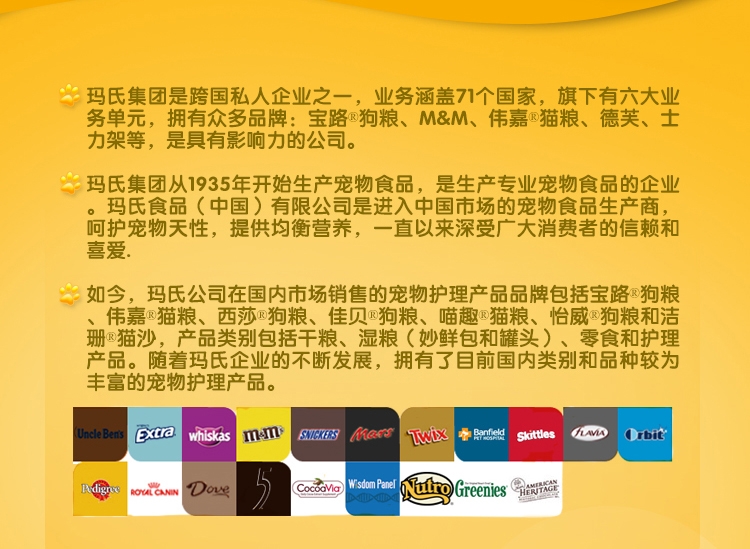 玛氏集团是跨国私人企业之一，业务涵盖71个国家，旗下有六大业
务单元，拥有众多品牌：宝路®狗粮、M&M、伟嘉®猫粮、德芙、士
力架等，是具有影响力的公司。
玛氏集团从1935年开始生产宠物食品，是生产专业宠物食品的企业
。玛氏食品（中国）有限公司是进入中国市场的宠物食品生产商，
呵护宠物天性，提供均衡营养，一直以来深受广大消费者的信赖和
喜爱.
如今，玛氏公司在国内市场销售的宠物护理产品品牌包括宝路®狗粮
、伟嘉®猫粮、西莎®狗粮、佳贝®狗粮、喵趣®猫粮、怡威®狗粮和洁
珊®猫沙，产品类别包括干粮、湿粮（妙鲜包和罐头）、零食和护理
产品。随着玛氏企业的不断发展，拥有了目前国内类别和品种较为
丰富的宠物护理产品。
Uncle Ben's Extra whiskas m&m's SNICKERS Mars TWIX Banfield PET HOSPITAL Skittles FLAVIA Orbit
Pedigree ROYAL CANIN Dove 5 CocoaVia Wisdom Panel Nutro Greenies AMERICAN HERITAGE